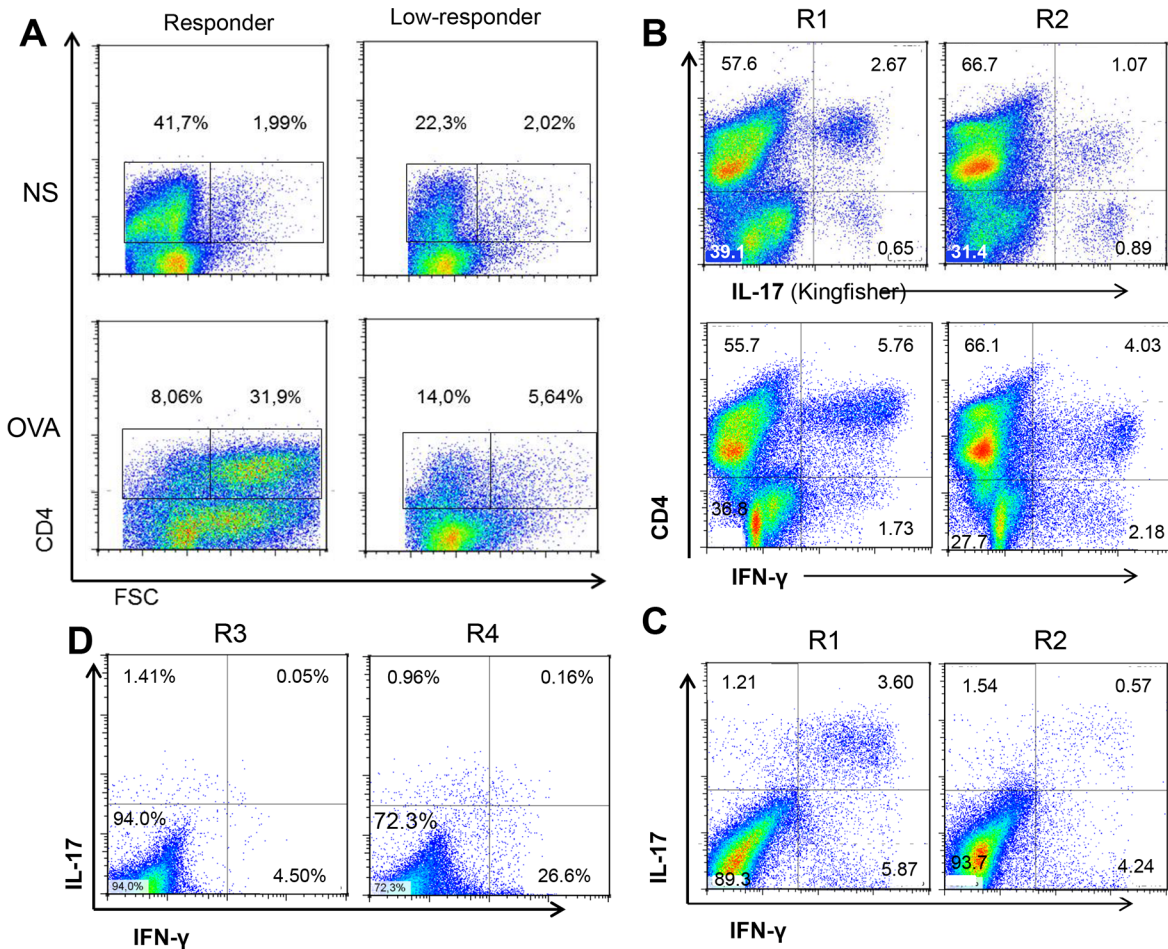 A
Responder
Low-responder
NS
41,7%
1,99%
22,3%
2,02%
OVA
8,06%
31,9%
14,0%
5,64%
CD4
FSC
B
R1
R2
57.6
2.67
66.7
1.07
39.1
0.65
31.4
0.89
IL-17 (Kingfisher)
55.7
5.76
66.1
4.03
36.8
1.73
27.7
2.18
CD4
IFN-γ
D
R3
R4
1.41%
0.05%
0.96%
0.16%
94.0%
72.3%
94,0%
4.50%
72,3%
26.6%
IL-17
IFN-γ
C
R1
R2
1.21
3.60
1.54
0.57
89.3
5.87
93.7
4.24
IL-17
IFN-γ